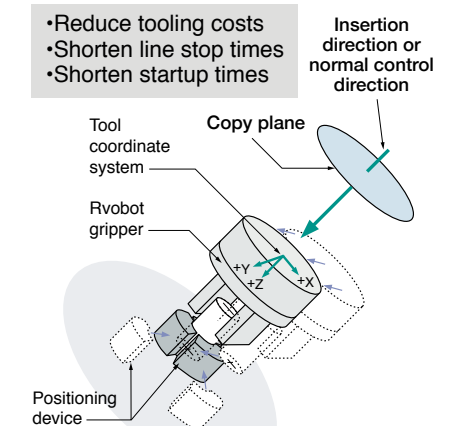 •Reduce tooling costs
•Shorten line stop times
•Shorten startup times
Insertion
direction or
normal control
direction
Copy plane
Tool
coordinate
system
Rvobot
gripper
+Y
+Z
+X
Positioning
device